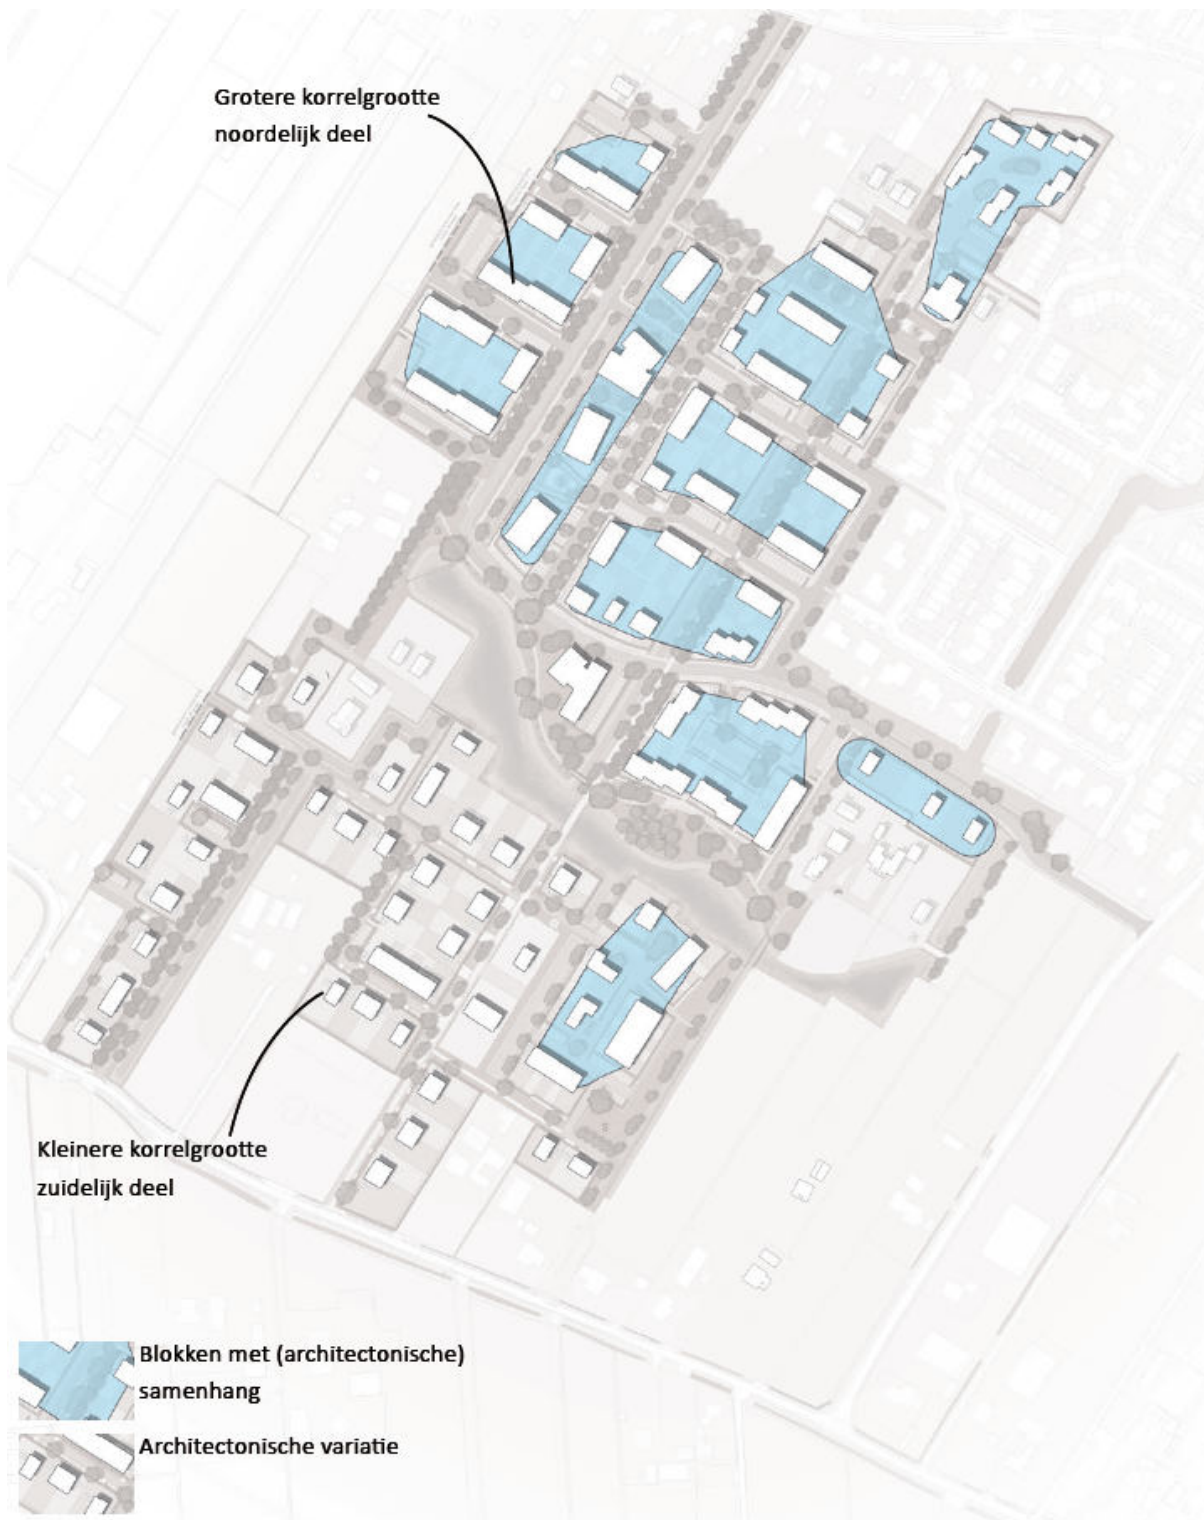 Grotere korrelgrootte
noordelijk deel
Kleinere korrelgrootte
zuidelijk deel
Blokken met (architectonische)
samenhang
Architectonische variatie